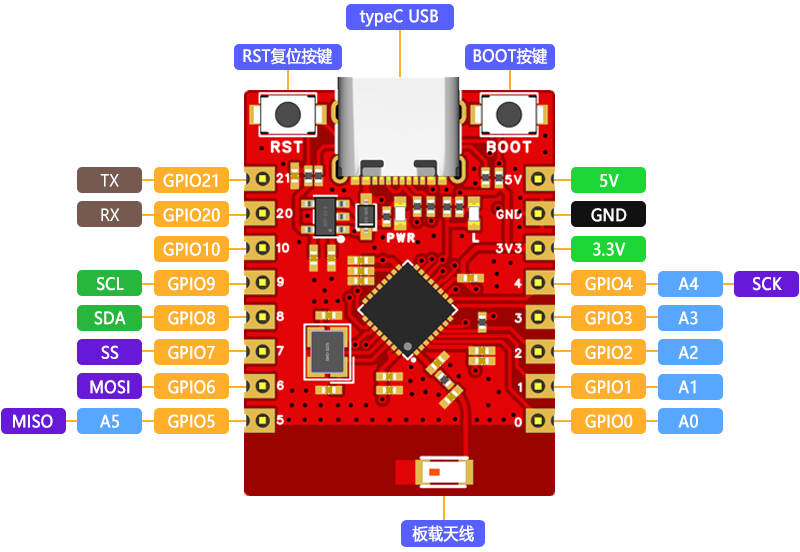 typeC USB
RST复位按键
BOOT按键
RST
BOOT
TX GPIO21 21 5V 5V
RX GPIO20 20 GND GND
PWR L
GPIO10 10 3V3 3.3V
SCL GPIO9 9 4 GPIO4 A4 SCK
SDA GPIO8 8 3 GPIO3 A3
SS GPIO7 7 2 GPIO2 A2
MOSI GPIO6 6 1 GPIO1 A1
MISO A5 GPIO5 5 0 GPIO0 A0
板载天线